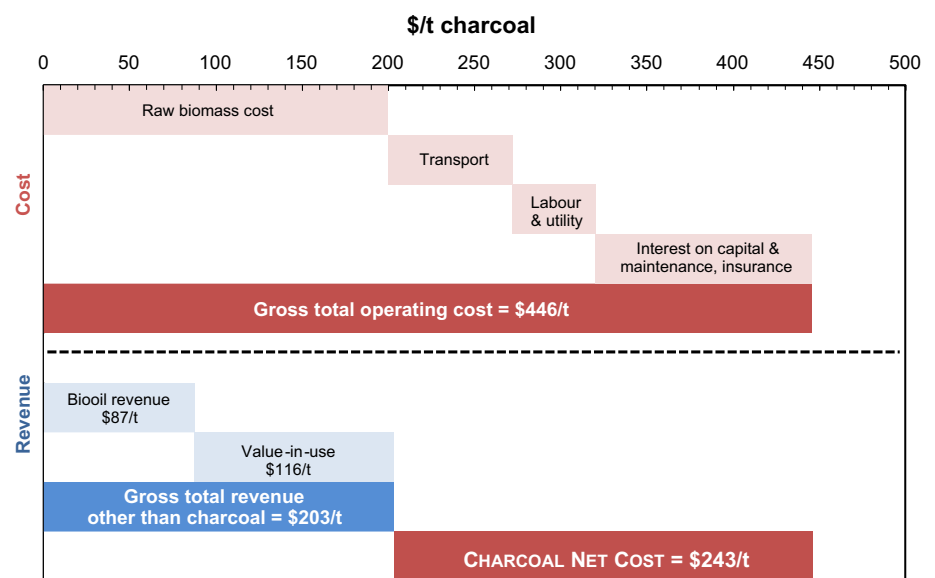 $/t charcoal
0 50 100 150 200 250 300 350 400 450 500
Cost
Raw biomass cost
Transport
Labour
& utility
Interest on capital &
maintenance, insurance
Gross total operating cost = $446/t
Revenue
Biooil revenue
$87/t
Value-in-use
$116/t
Gross total revenue
other than charcoal = $203/t
CHARCOAL NET COST = $243/t